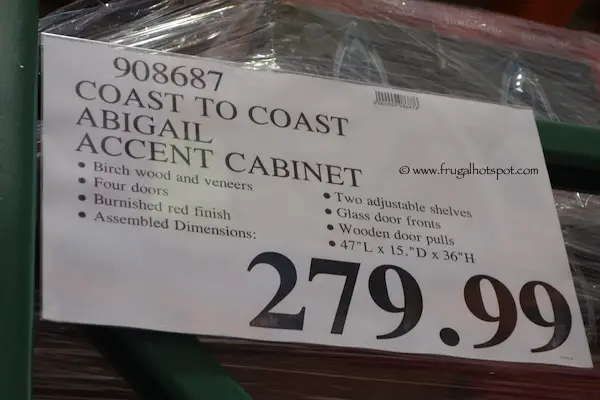 908687
COAST TO COAST
ABIGAIL
ACCENT CABINET
• Birch wood and veneers
• Four doors
• Burnished red finish
• Assembled Dimensions:
• Two adjustable shelves
• Glass door fronts
• Wooden door pulls
• 47"L x 15."D x 36"H
279.99
© www.frugalhotspot.com